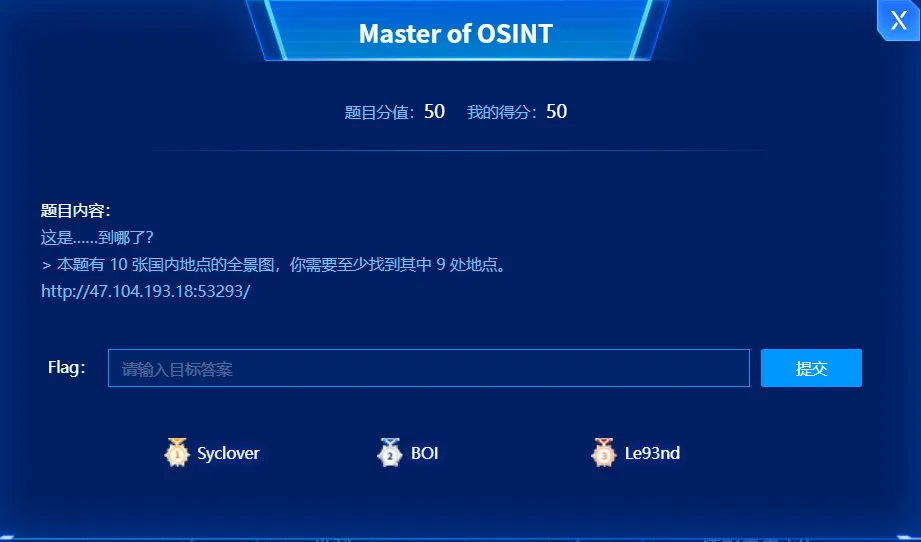 Master of OSINT
X
题目分值：50 我的得分：50
题目内容：
这是……到哪了？
> 本题有 10 张国内地点的全景图，你需要至少找到其中 9 处地点。
http://47.104.193.18:53293/
Flag： 请输入目标答案 提交
1 Syclover 2 BOI 3 Le93nd